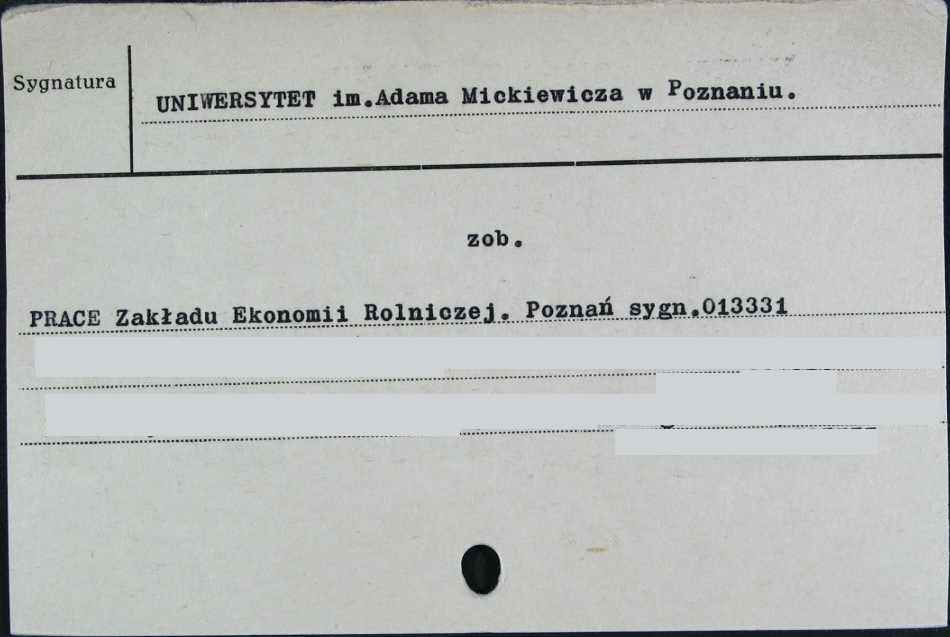 Sygnatura
UNIWERSYTET im.Adama Mickiewicza w Poznaniu.
zob.
PRACE Zakładu Ekonomii Rolniczej. Poznań sygn.013331